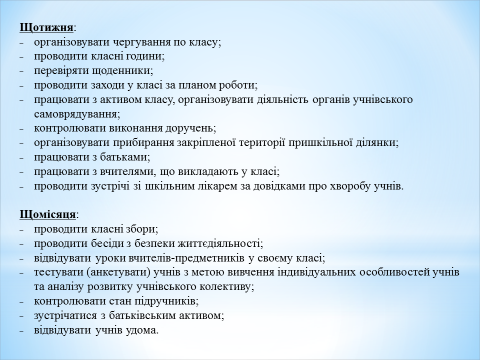 Щотижня:
- організовувати чергування по класу;
- проводити класні години;
- перевіряти щоденники;
- проводити заходи у класі за планом роботи;
- працювати з активом класу, організовувати діяльність органів учнівського
самоврядування;
- контролювати виконання доручень;
- організовувати прибирання закріпленої території пришкільної ділянки;
- працювати з батьками;
- працювати з вчителями, що викладають у класі;
- проводити зустрічі зі шкільним лікарем за довідками про хворобу учнів.
Щомісяця:
- проводити класні збори;
- проводити бесіди з безпеки життєдіяльності;
- відвідувати уроки вчителів-предметників у своєму класі;
- тестувати (анкетувати) учнів з метою вивчення індивідуальних особливостей учнів
та аналізу розвитку учнівського колективу;
- контролювати стан підручників;
- зустрічатися з батьківським активом;
- відвідувати учнів удома.